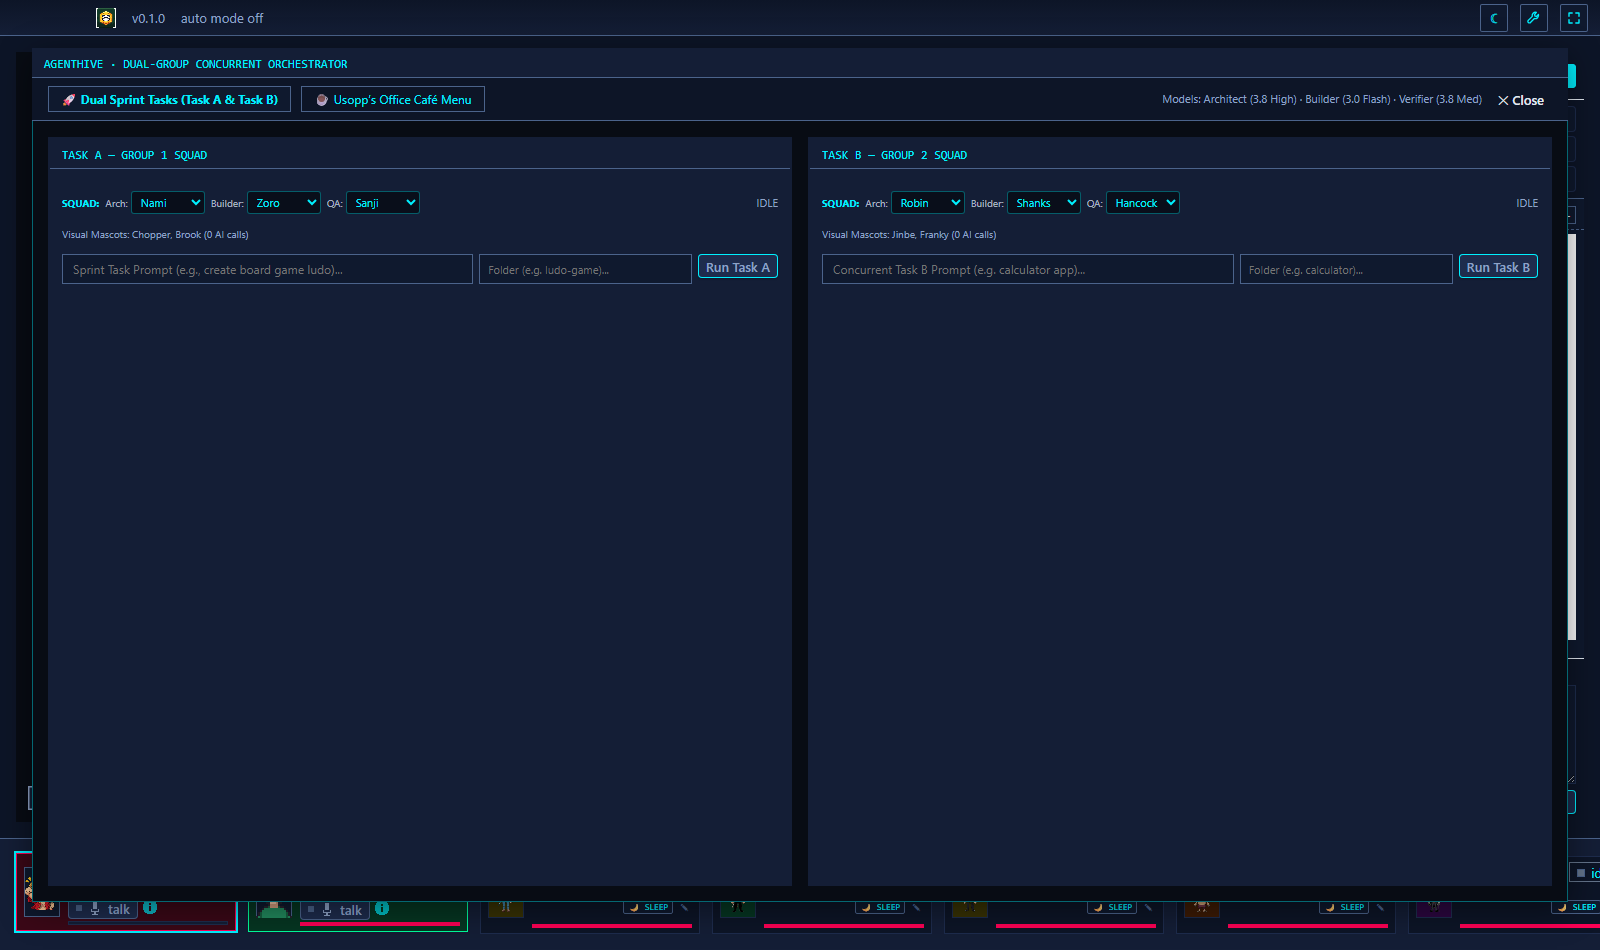 v0.1.0 auto mode off
AGENTHIVE · DUAL-GROUP CONCURRENT ORCHESTRATOR
🚀 Dual Sprint Tasks (Task A & Task B) Usopp's Office Café Menu Models: Architect (3.8 High) · Builder (3.0 Flash) · Verifier (3.8 Med) ✕ Close
TASK A — GROUP 1 SQUAD
SQUAD: Arch: Nami Builder: Zoro QA: Sanji IDLE
Visual Mascots: Chopper, Brook (0 AI calls)
Sprint Task Prompt (e.g., create board game ludo)... Folder (e.g. ludo-game)... Run Task A
TASK B — GROUP 2 SQUAD
SQUAD: Arch: Robin Builder: Shanks QA: Hancock IDLE
Visual Mascots: Jinbe, Franky (0 AI calls)
Concurrent Task B Prompt (e.g. calculator app)... Folder (e.g. calculator)... Run Task B
talk talk SLEEP SLEEP SLEEP SLEEP SLEEP